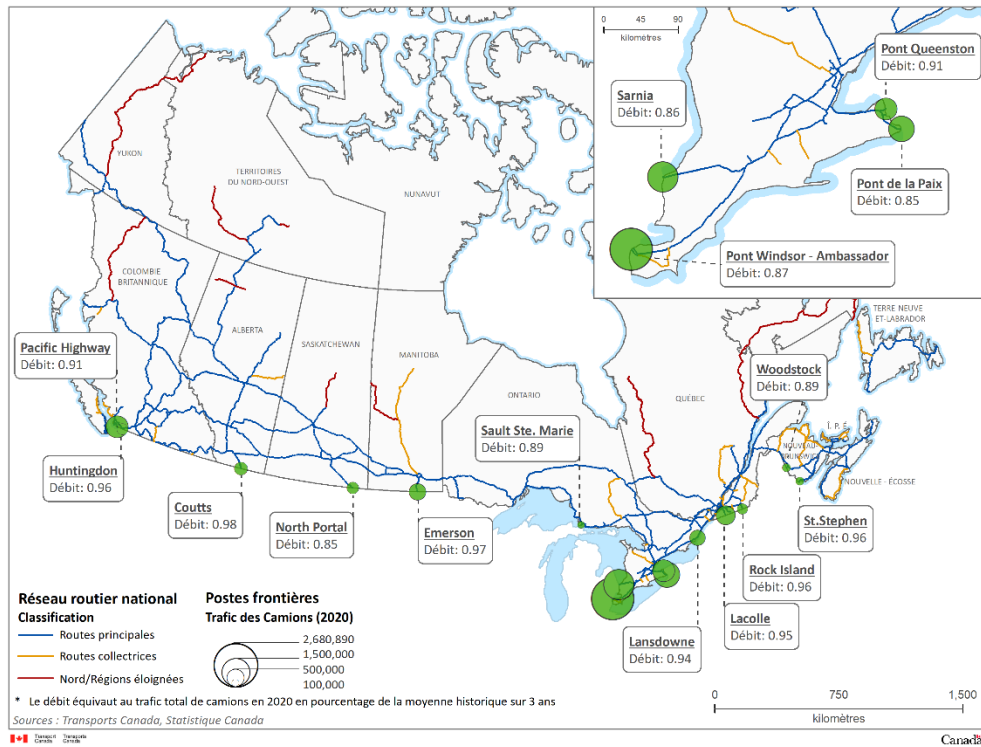 0 45 90
kilomètres
Pont Queenston
Débit: 0.91
Sarnia
Débit: 0.86
Pont de la Paix
Débit: 0.85
Pont Windsor - Ambassador
Débit: 0.87
YUKON
TERRITOIRES
DU NORD-OUEST
NUNAVUT
COLOMBIE
BRITANNIQUE
ALBERTA
SASKATCHEWAN
MANITOBA
ONTARIO
QUÉBEC
TERRE NEUVE
ET-LABRADOR
Î. P. É.
NOUVEAU
BRUNSWICK
NOUVELLE - ÉCOSSE
Pacific Highway
Débit: 0.91
Woodstock
Débit: 0.89
Sault Ste. Marie
Débit: 0.89
Huntingdon
Débit: 0.96
Coutts
Débit: 0.98
North Portal
Débit: 0.85
Emerson
Débit: 0.97
St.Stephen
Débit: 0.96
Rock Island
Débit: 0.96
Lacolle
Débit: 0.95
Lansdowne
Débit: 0.94
Réseau routier national
Classification
Routes principales
Routes collectrices
Nord/Régions éloignées
Postes frontières
Trafic des Camions (2020)
2,680,890
1,500,000
500,000
100,000
* Le débit équivaut au trafic total de camions en 2020 en pourcentage de la moyenne historique sur 3 ans
Sources : Transports Canada, Statistique Canada
0 750 1,500
kilomètres
Transport Canada Transports Canada
Canada